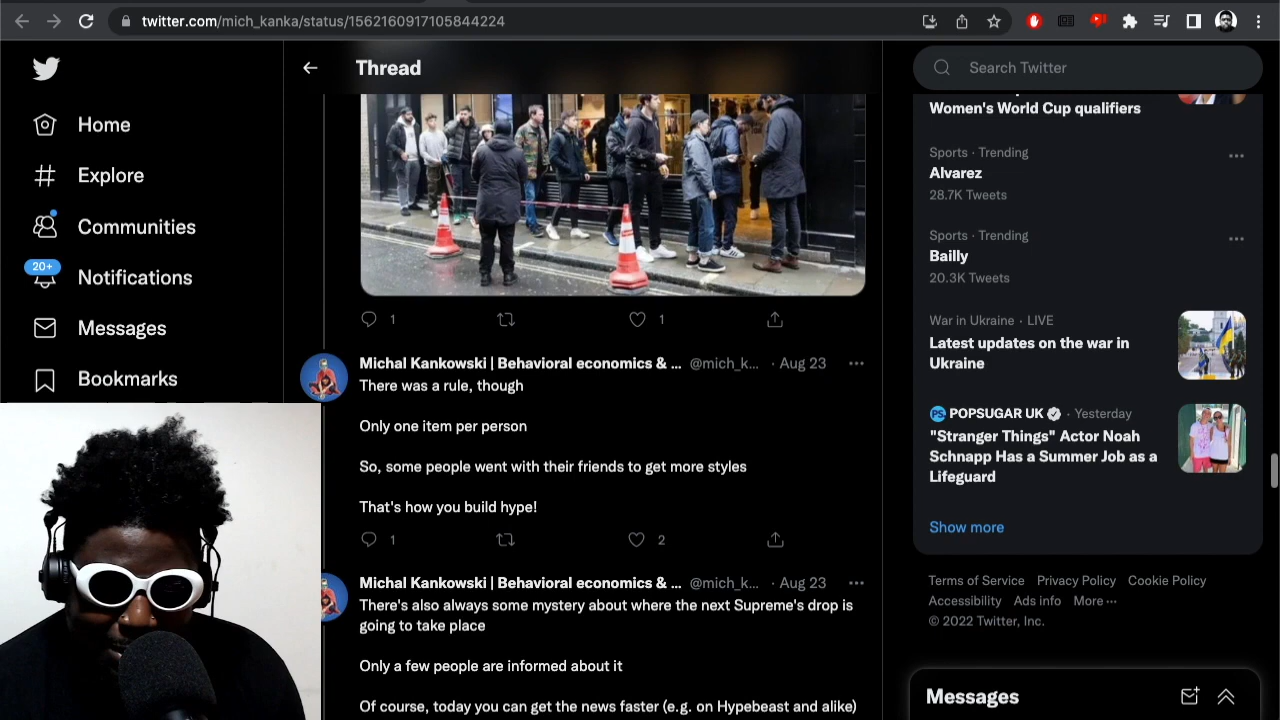 twitter.com/mich_kanka/status/1562160917105844224
Home
Explore
Communities
20+
Notifications
Messages
Bookmarks
Thread
1
1
Michal Kankowski | Behavioral economics & ... @mich_k... · Aug 23
There was a rule, though
Only one item per person
So, some people went with their friends to get more styles
That's how you build hype!
1
2
Michal Kankowski | Behavioral economics & ... @mich_k... · Aug 23
There's also always some mystery about where the next Supreme's drop is
going to take place
Only a few people are informed about it
Of course, today you can get the news faster (e.g. on Hypebeast and alike)
Search Twitter
Women's World Cup qualifiers
Sports · Trending
Alvarez
28.7K Tweets
Sports · Trending
Bailly
20.3K Tweets
War in Ukraine · LIVE
Latest updates on the war in
Ukraine
PS POPSUGAR UK · Yesterday
"Stranger Things" Actor Noah
Schnapp Has a Summer Job as a
Lifeguard
Show more
Terms of Service Privacy Policy Cookie Policy
Accessibility Ads info More ···
© 2022 Twitter, Inc.
Messages